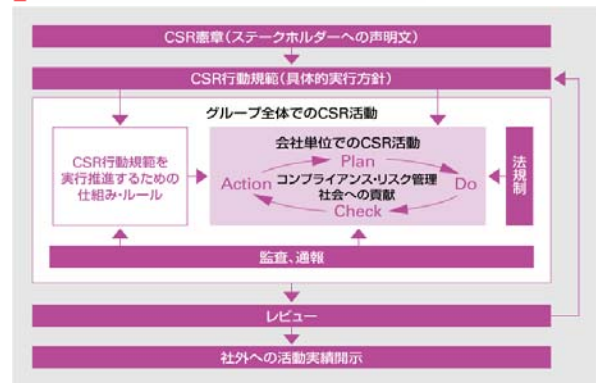 CSR憲章(ステークホルダーへの声明文)
CSR行動規範(具体的実行方針)
グループ全体でのCSR活動
CSR行動規範を
実行推進するための
仕組み・ルール
会社単位でのCSR活動
Plan
Action
コンプライアンス・リスク管理
社会への貢献
Do
Check
法規制
監査、通報
レビュー
社外への活動実績開示